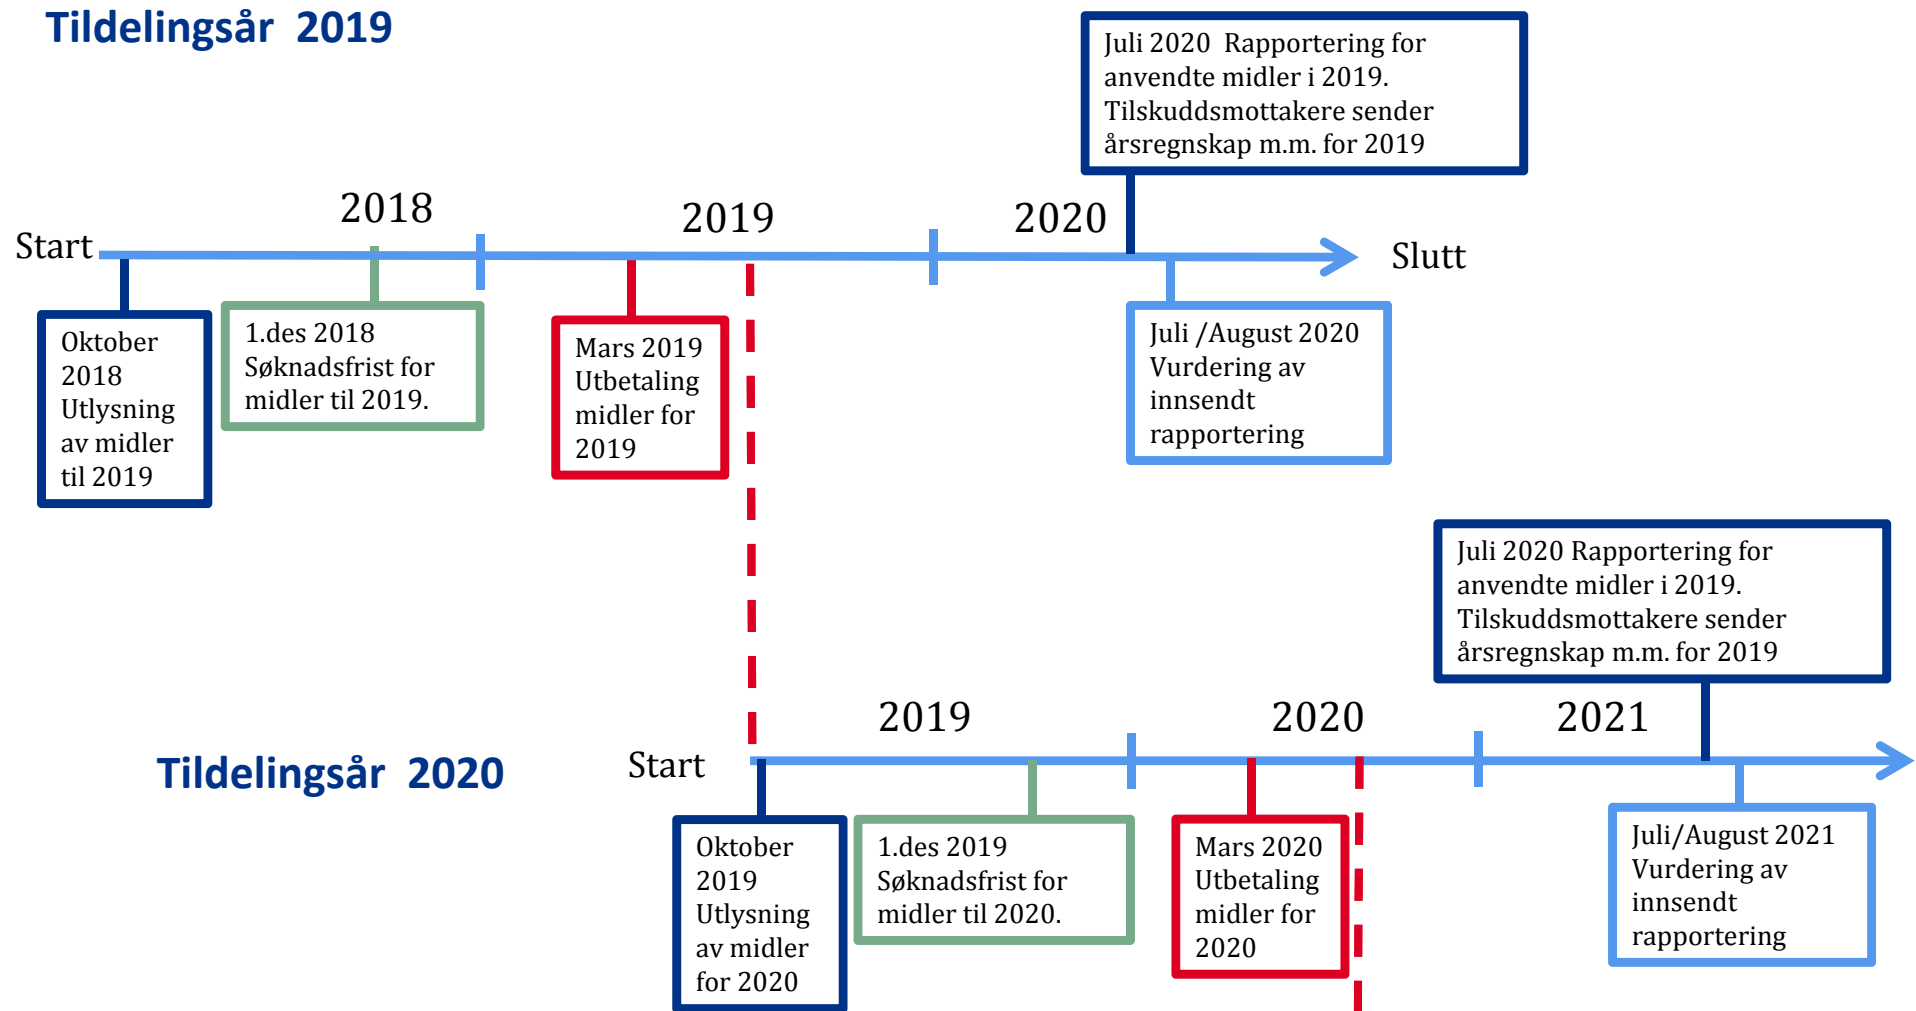 Tildelingsår 2019
Juli 2020 Rapportering for
anvendte midler i 2019.
Tilskuddsmottakere sender
årsregnskap m.m. for 2019
2018
2019
2020
Start
Slutt
Oktober
2018
Utlysning
av midler
til 2019
1.des 2018
Søknadsfrist for
midler til 2019.
Mars 2019
Utbetaling
midler for
2019
Juli /August 2020
Vurdering av
innsendt
rapportering
Juli 2020 Rapportering for
anvendte midler i 2019.
Tilskuddsmottakere sender
årsregnskap m.m. for 2019
2019
2020
2021
Tildelingsår 2020
Start
Oktober
2019
Utlysning
av midler
for 2020
1.des 2019
Søknadsfrist for
midler til 2020.
Mars 2020
Utbetaling
midler for
2020
Juli/August 2021
Vurdering av
innsendt
rapportering